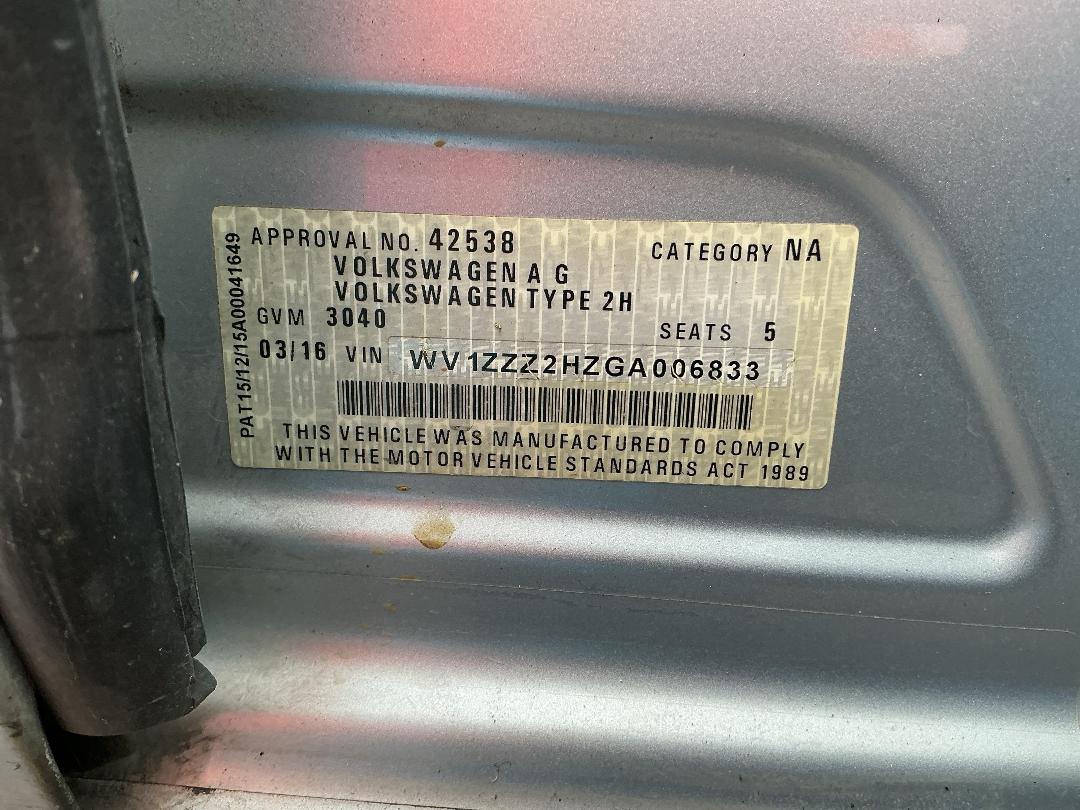 APPROVAL NO. 42538 CATEGORY NA
VOLKSWAGEN A G
VOLKSWAGEN TYPE 2H
GVM 3040 SEATS 5
03/16 VIN WV1ZZZ2HZGA006833
THIS VEHICLE WAS MANUFACTURED TO COMPLY
WITH THE MOTOR VEHICLE STANDARDS ACT 1989
PAT15/12/15A00041649